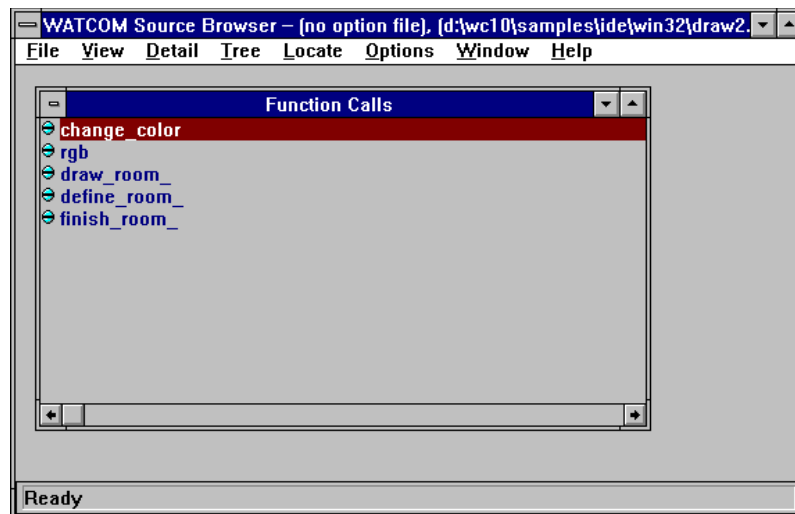 WATCOM Source Browser – (no option file), (d:\wc10\samples\ide\win32\draw2.
File View Detail Tree Locate Options Window Help
Function Calls
change_color
rgb
draw_room_
define_room_
finish_room_
Ready